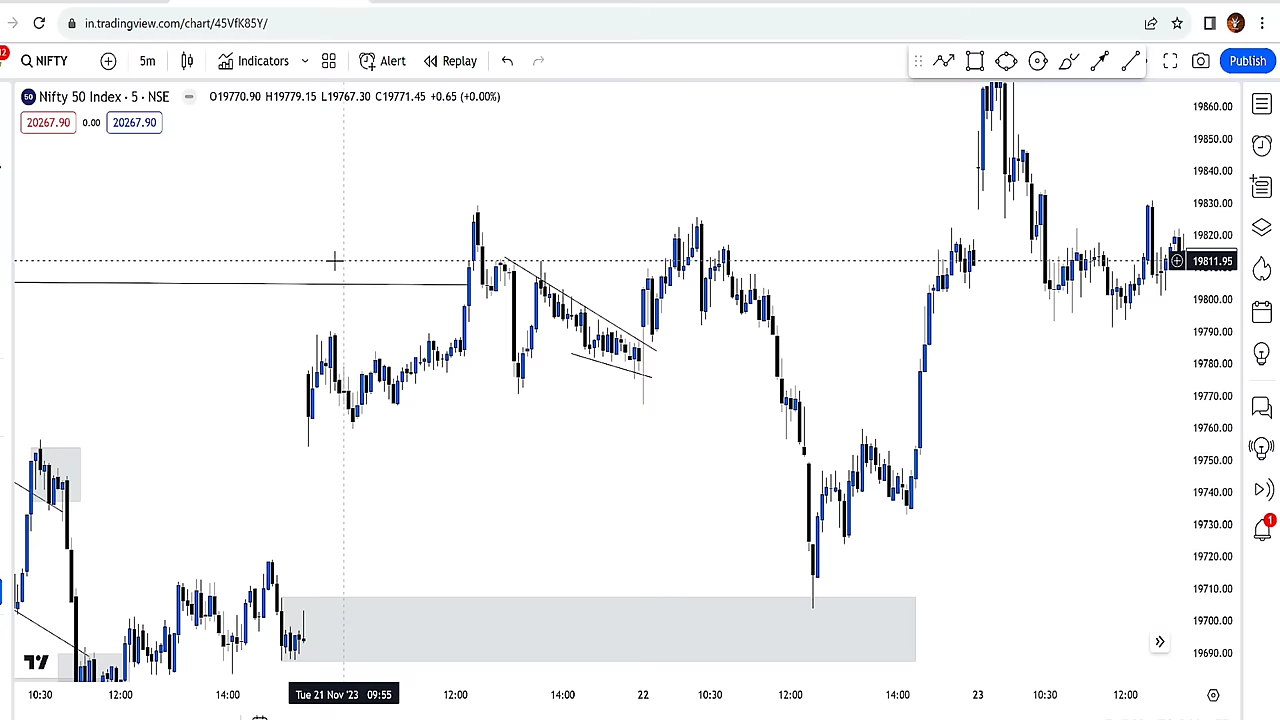 in.tradingview.com/chart/45VfK85Y/
12
NIFTY
5m
Indicators
Alert
Replay
Publish
50 Nifty 50 Index · 5 · NSE
O19770.90 H19779.15 L19767.30 C19771.45 +0.65 (+0.00%)
20267.90 0.00 20267.90
19860.00
19850.00
19840.00
19830.00
19820.00
19811.95
19800.00
19790.00
19780.00
19770.00
19760.00
19750.00
19740.00
19730.00
19720.00
19710.00
19700.00
19690.00
1
10:30 12:00 14:00 Tue 21 Nov '23 09:55 12:00 14:00 22 10:30 12:00 14:00 23 10:30 12:00